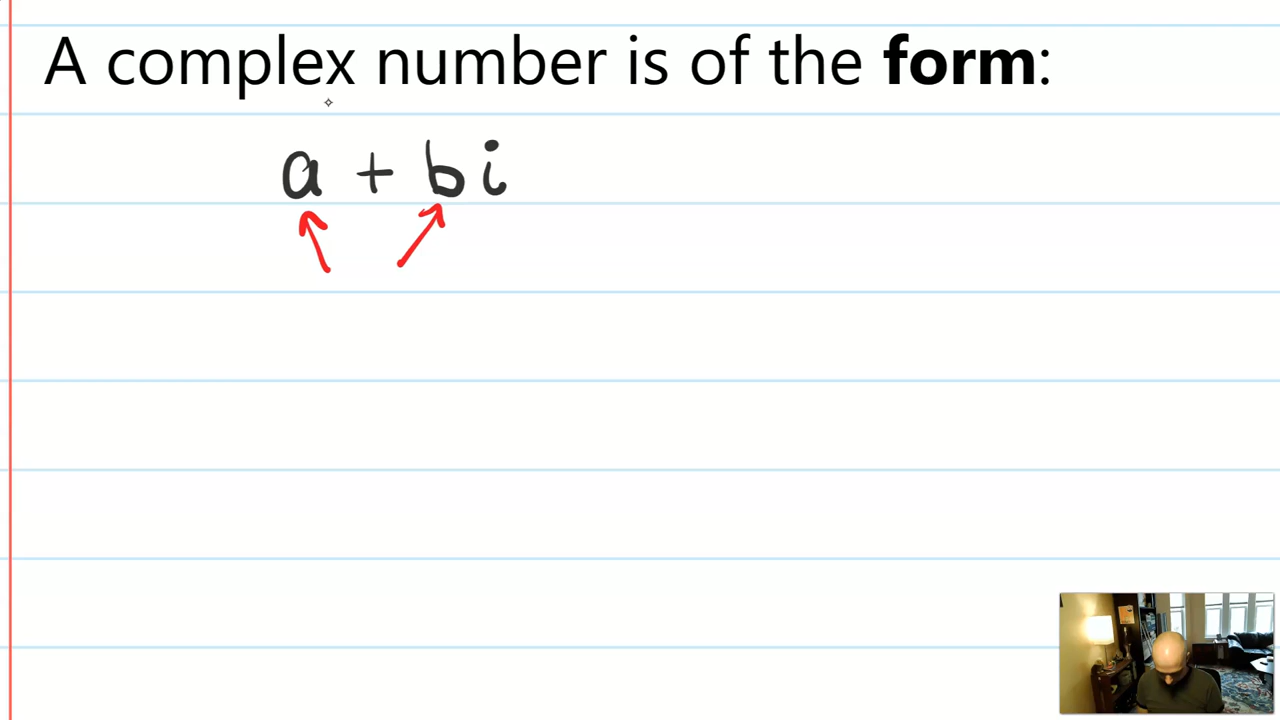 A complex number is of the form:
a + bi